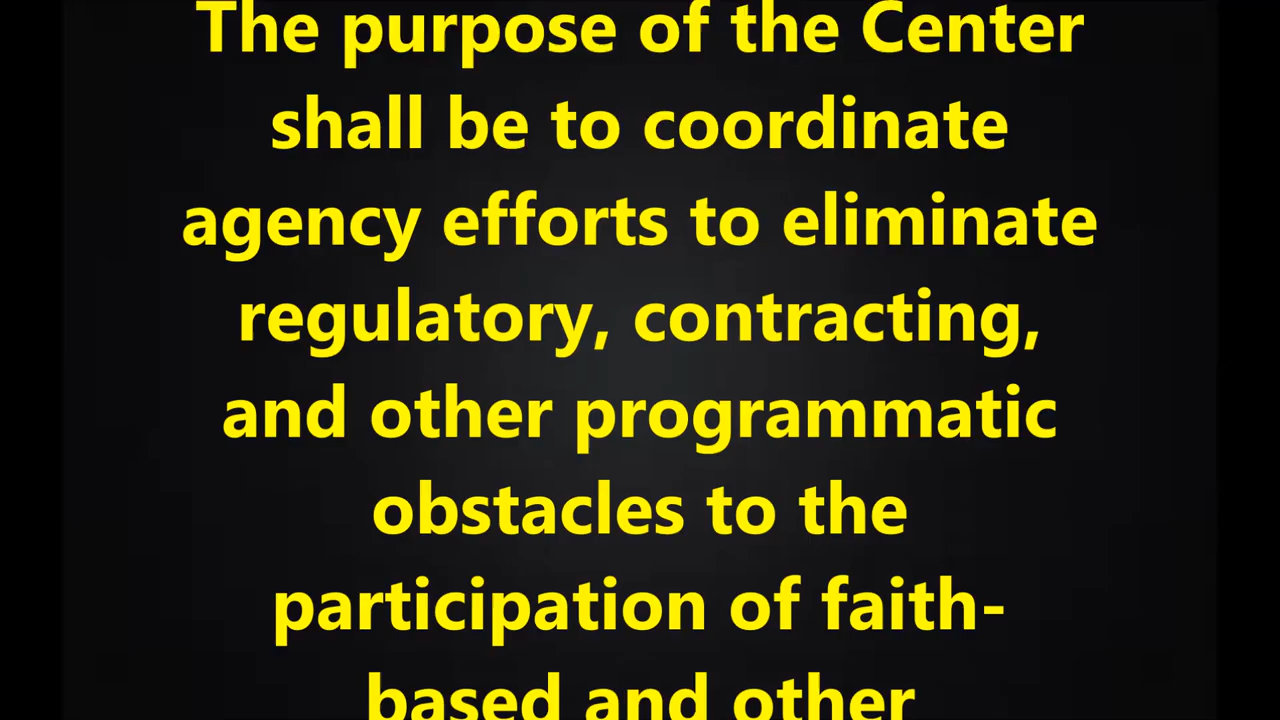 The purpose of the Center
shall be to coordinate
agency efforts to eliminate
regulatory, contracting,
and other programmatic
obstacles to the
participation of faith-
based and other